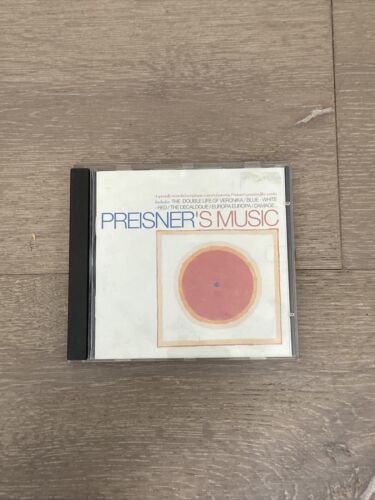 Includes THE DOUBLE LIFE OF VERONIKA / BLUE - WHITE
- RED / THE DECALOGUE / EUROPA EUROPA / DAMAGE...
PREISNER'S MUSIC